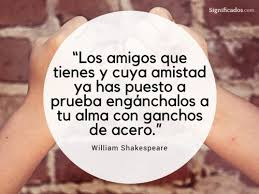 Significados.com
“Los amigos que
tienes y cuya amistad
ya has puesto a
prueba engánchalos a
tu alma con ganchos
de acero.”
William Shakespeare